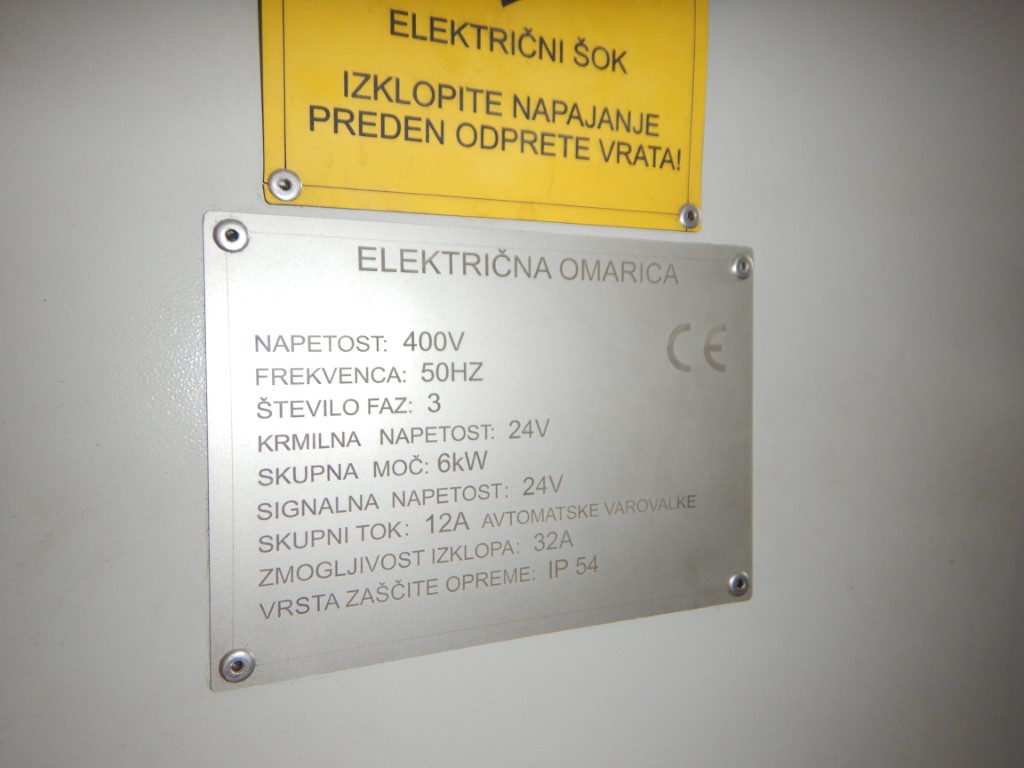 ELEKTRIČNI ŠOK
IZKLOPITE NAPAJANJE
PREDEN ODPRETE VRATA!
ELEKTRIČNA OMARICA
CE
NAPETOST: 400V
FREKVENCA: 50HZ
ŠTEVILO FAZ: 3
KRMILNA NAPETOST: 24V
SKUPNA MOČ: 6kW
SIGNALNA NAPETOST: 24V
SKUPNI TOK: 12A AVTOMATSKE VAROVALKE
ZMOGLJIVOST IZKLOPA: 32A
VRSTA ZAŠČITE OPREME: IP 54